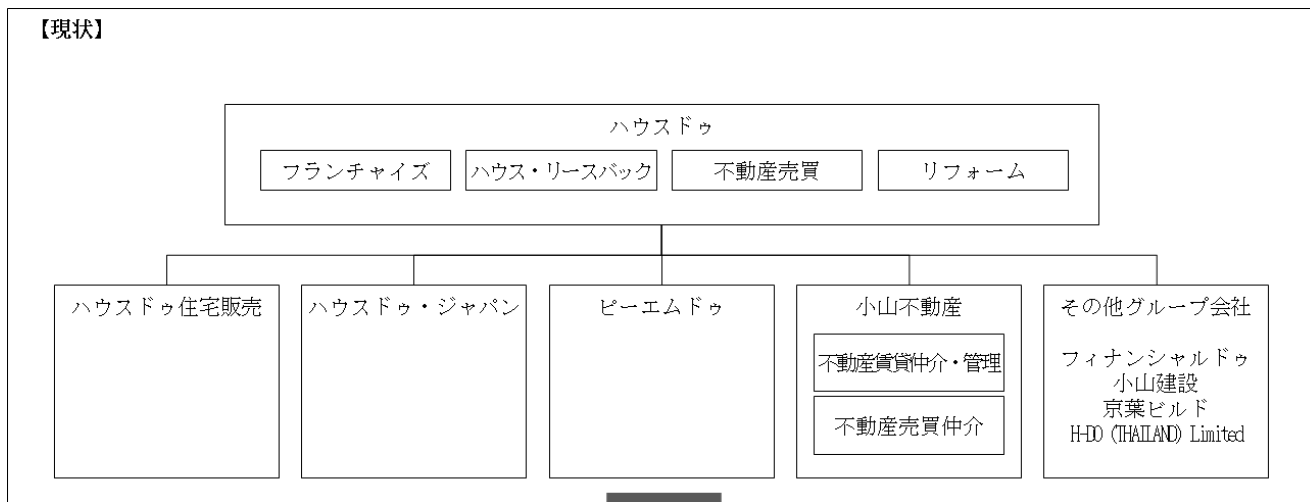 【現状】
ハウスドゥ
フランチャイズ
ハウス・リースバック
不動産売買
リフォーム
ハウスドゥ住宅販売
ハウスドゥ・ジャパン
ピーエムドゥ
小山不動産
不動産賃貸仲介・管理
不動産売買仲介
その他グループ会社
フィナンシャルドゥ
小山建設
京葉ビルド
H-DO (THAILAND) Limited